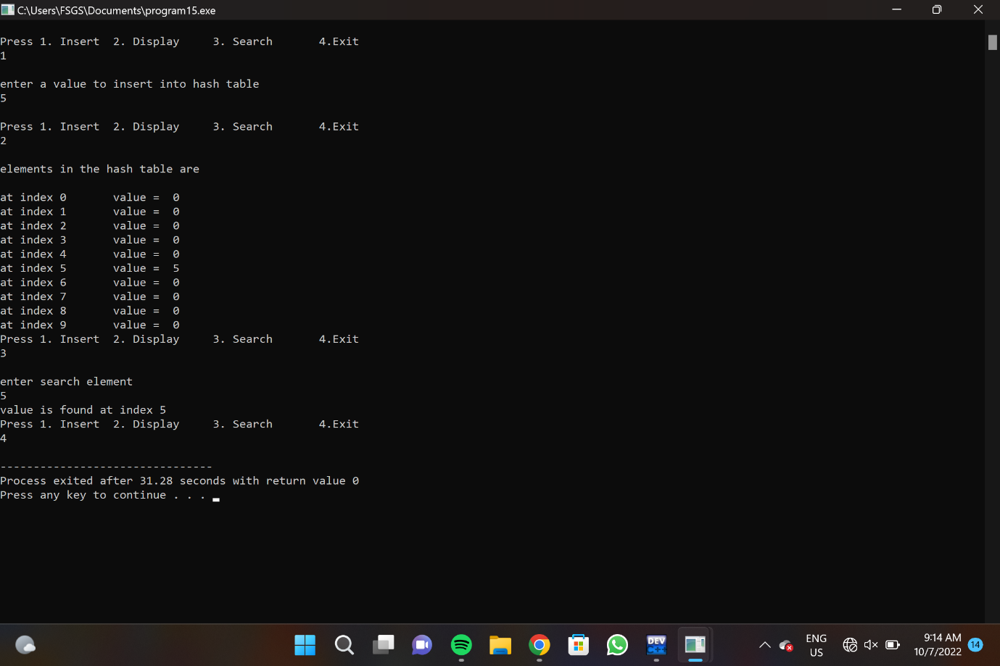 C:\Users\FSGS\Documents\program15.exe
Press 1. Insert  2. Display     3. Search       4.Exit
1
enter a value to insert into hash table
5
Press 1. Insert  2. Display     3. Search       4.Exit
2
elements in the hash table are
at index 0       value =  0
at index 1       value =  0
at index 2       value =  0
at index 3       value =  0
at index 4       value =  0
at index 5       value =  5
at index 6       value =  0
at index 7       value =  0
at index 8       value =  0
at index 9       value =  0
Press 1. Insert  2. Display     3. Search       4.Exit
3
enter search element
5
value is found at index 5
Press 1. Insert  2. Display     3. Search       4.Exit
4
--------------------------------
Process exited after 31.28 seconds with return value 0
Press any key to continue . . .
DEV
C++
ENG
US
9:14 AM
10/7/2022
14